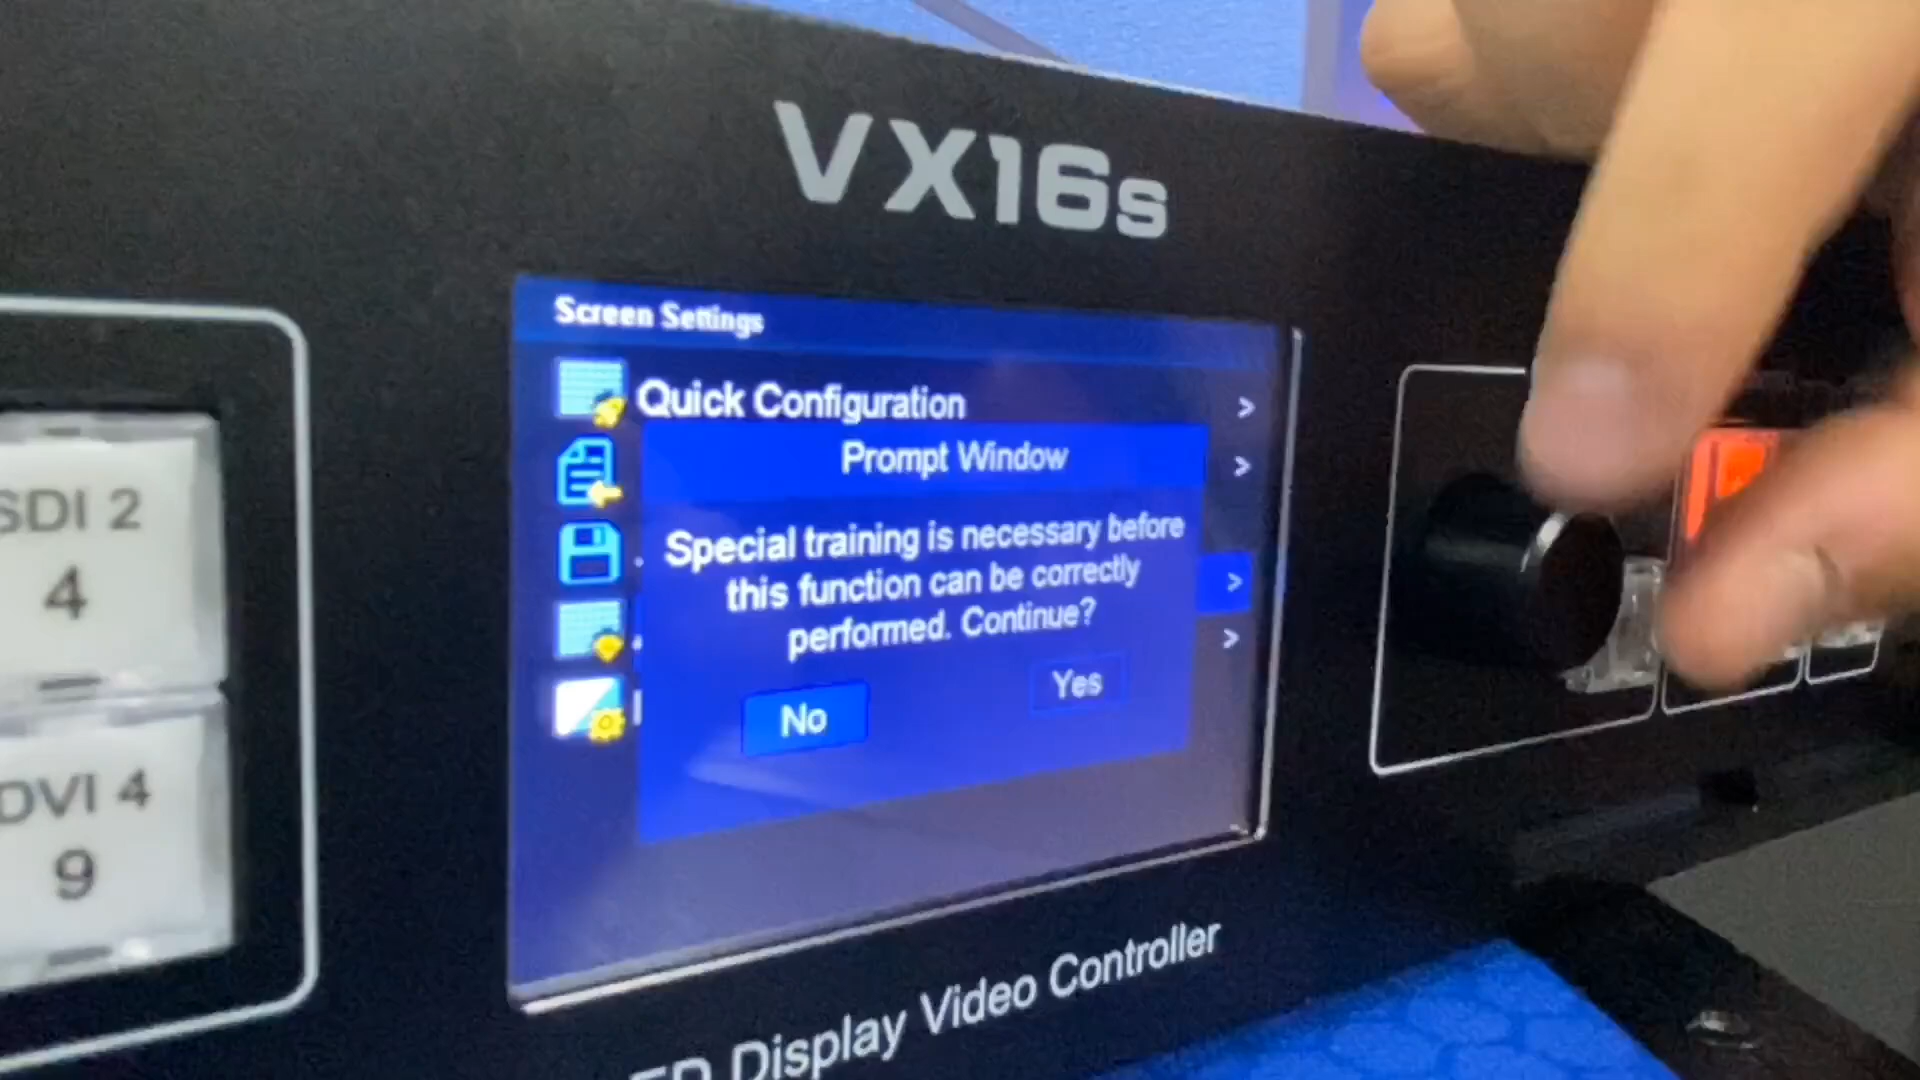 VX16s
Screen Settings
Quick Configuration >
Prompt Window
>
Special training is necessary before
this function can be correctly
performed. Continue?
>
>
No
Yes
SDI 2
4
DVI 4
9
Display Video Controller